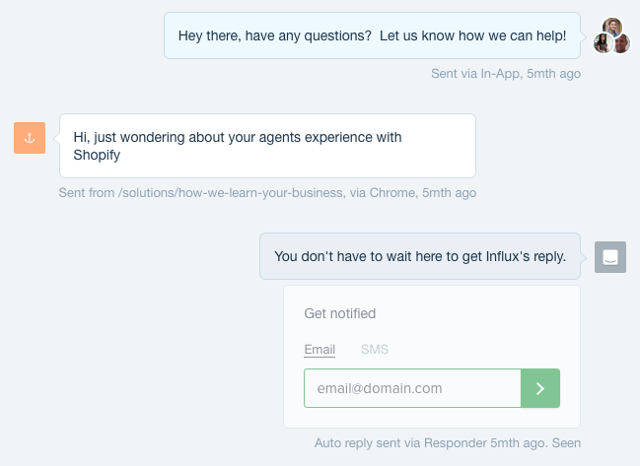 Hey there, have any questions?  Let us know how we can help!
Sent via In-App, 5mth ago
Hi, just wondering about your agents experience with
Shopify
Sent from /solutions/how-we-learn-your-business, via Chrome, 5mth ago
You don't have to wait here to get Influx's reply.
Get notified
Email SMS
email@domain.com
Auto reply sent via Responder 5mth ago. Seen